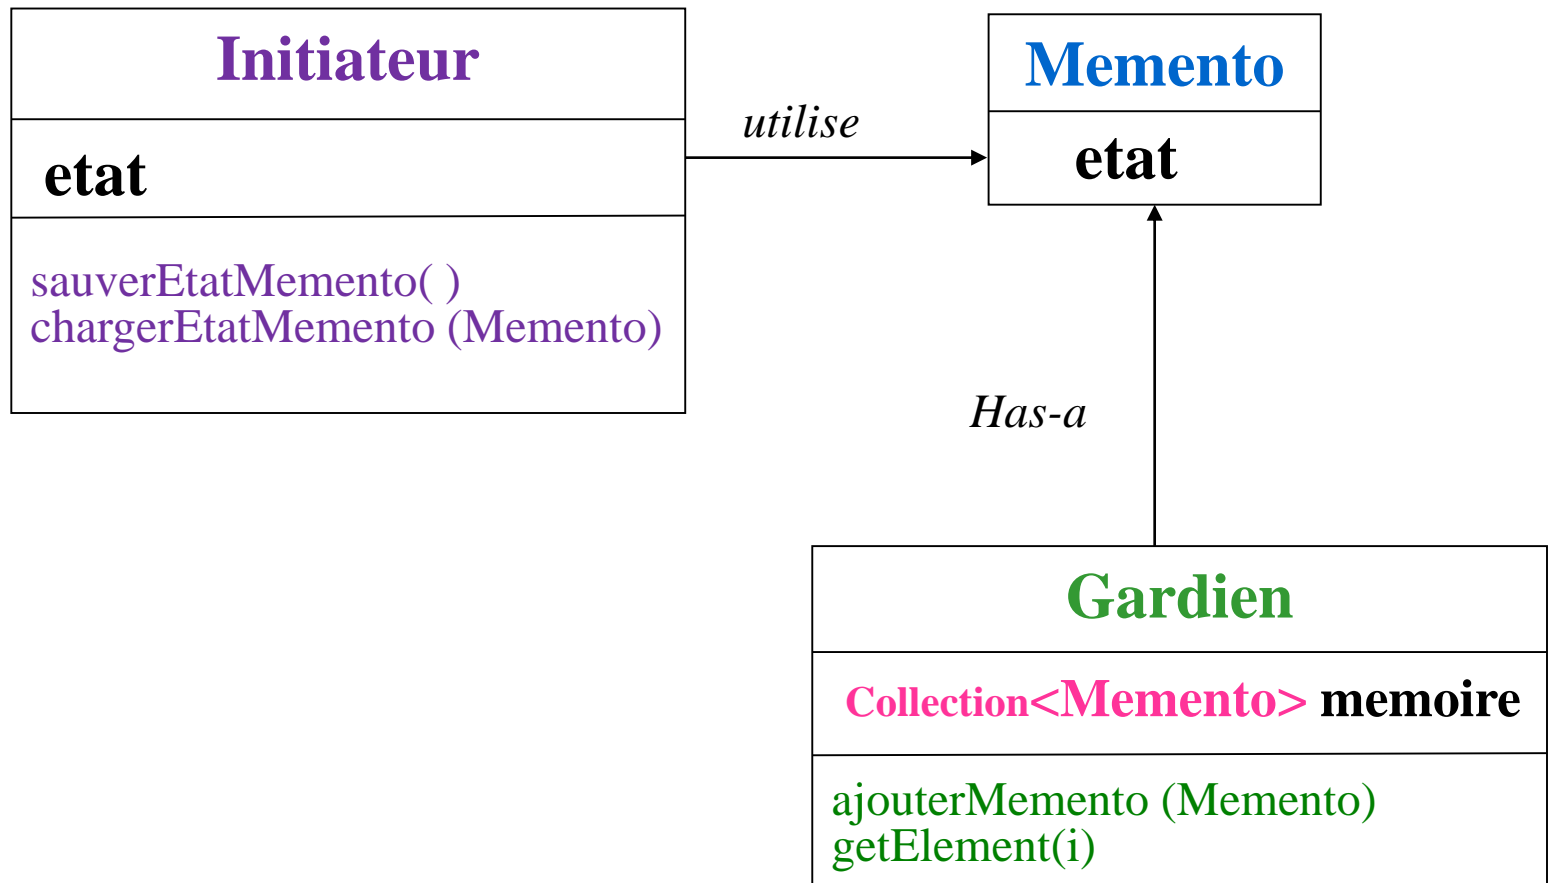 Initiateur
etat
sauverEtatMemento( )
chargerEtatMemento (Memento)
utilise
Memento
etat
Has-a
Gardien
Collection<Memento> memoire
ajouterMemento (Memento)
getElement(i)